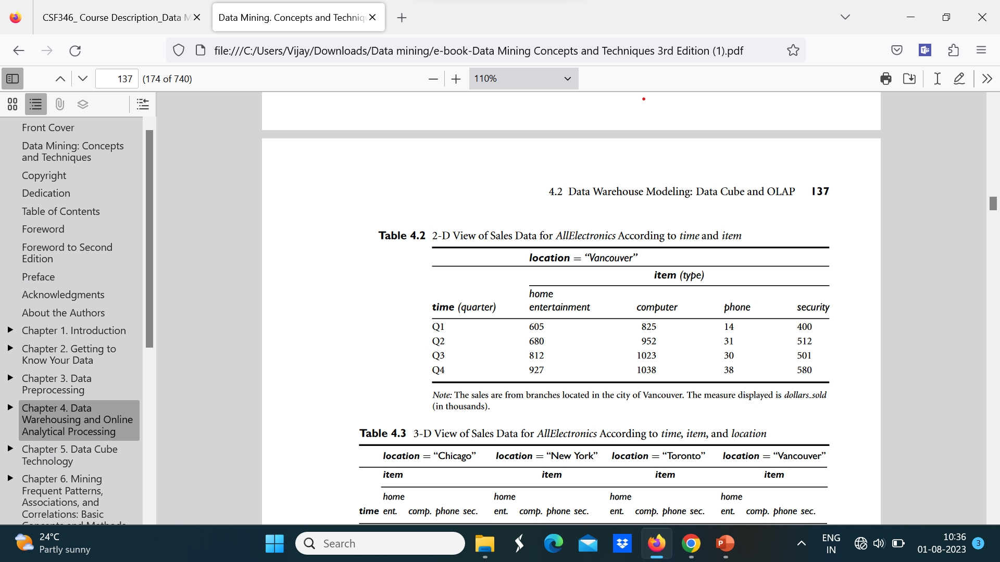 CSF346_ Course Description_Data M
Data Mining. Concepts and Techniqu
file:///C:/Users/Vijay/Downloads/Data mining/e-book-Data Mining Concepts and Techniques 3rd Edition (1).pdf
137 (174 of 740)
110%
Front Cover
Data Mining: Concepts
and Techniques
Copyright
Dedication
Table of Contents
Foreword
Foreword to Second
Edition
Preface
Acknowledgments
About the Authors
Chapter 1. Introduction
Chapter 2. Getting to
Know Your Data
Chapter 3. Data
Preprocessing
Chapter 4. Data
Warehousing and Online
Analytical Processing
Chapter 5. Data Cube
Technology
Chapter 6. Mining
Frequent Patterns,
Associations, and
Correlations: Basic
Concepts and Methods
4.2 Data Warehouse Modeling: Data Cube and OLAP 137
Table 4.2 2-D View of Sales Data for AllElectronics According to time and item
location = “Vancouver”
item (type)
home
time (quarter) entertainment computer phone security
Q1 605 825 14 400
Q2 680 952 31 512
Q3 812 1023 30 501
Q4 927 1038 38 580
Note: The sales are from branches located in the city of Vancouver. The measure displayed is dollars_sold
(in thousands).
Table 4.3 3-D View of Sales Data for AllElectronics According to time, item, and location
location = “Chicago” location = “New York” location = “Toronto” location = “Vancouver”
item item item item
home home home home
time ent. comp. phone sec. ent. comp. phone sec. ent. comp. phone sec. ent. comp. phone sec.
24°C
Partly sunny
Search
ENG
IN
10:36
01-08-2023
3